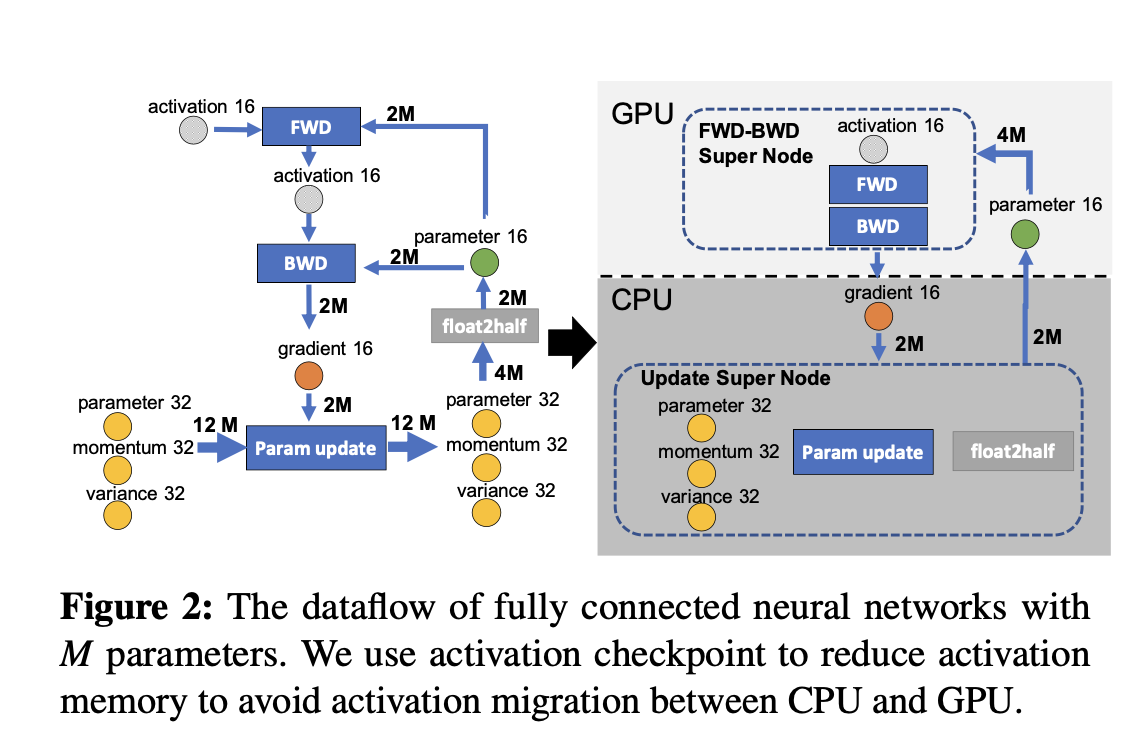 activation 16
FWD
2M
activation 16
parameter 16
BWD
2M
2M
2M
float2half
gradient 16
4M
2M
parameter 32
momentum 32
variance 32
12 M
Param update
12 M
parameter 32
momentum 32
variance 32
GPU
FWD-BWD
Super Node
activation 16
FWD
BWD
4M
parameter 16
CPU
gradient 16
2M
2M
Update Super Node
parameter 32
momentum 32
variance 32
Param update
float2half
Figure 2: The dataflow of fully connected neural networks with
M parameters. We use activation checkpoint to reduce activation
memory to avoid activation migration between CPU and GPU.